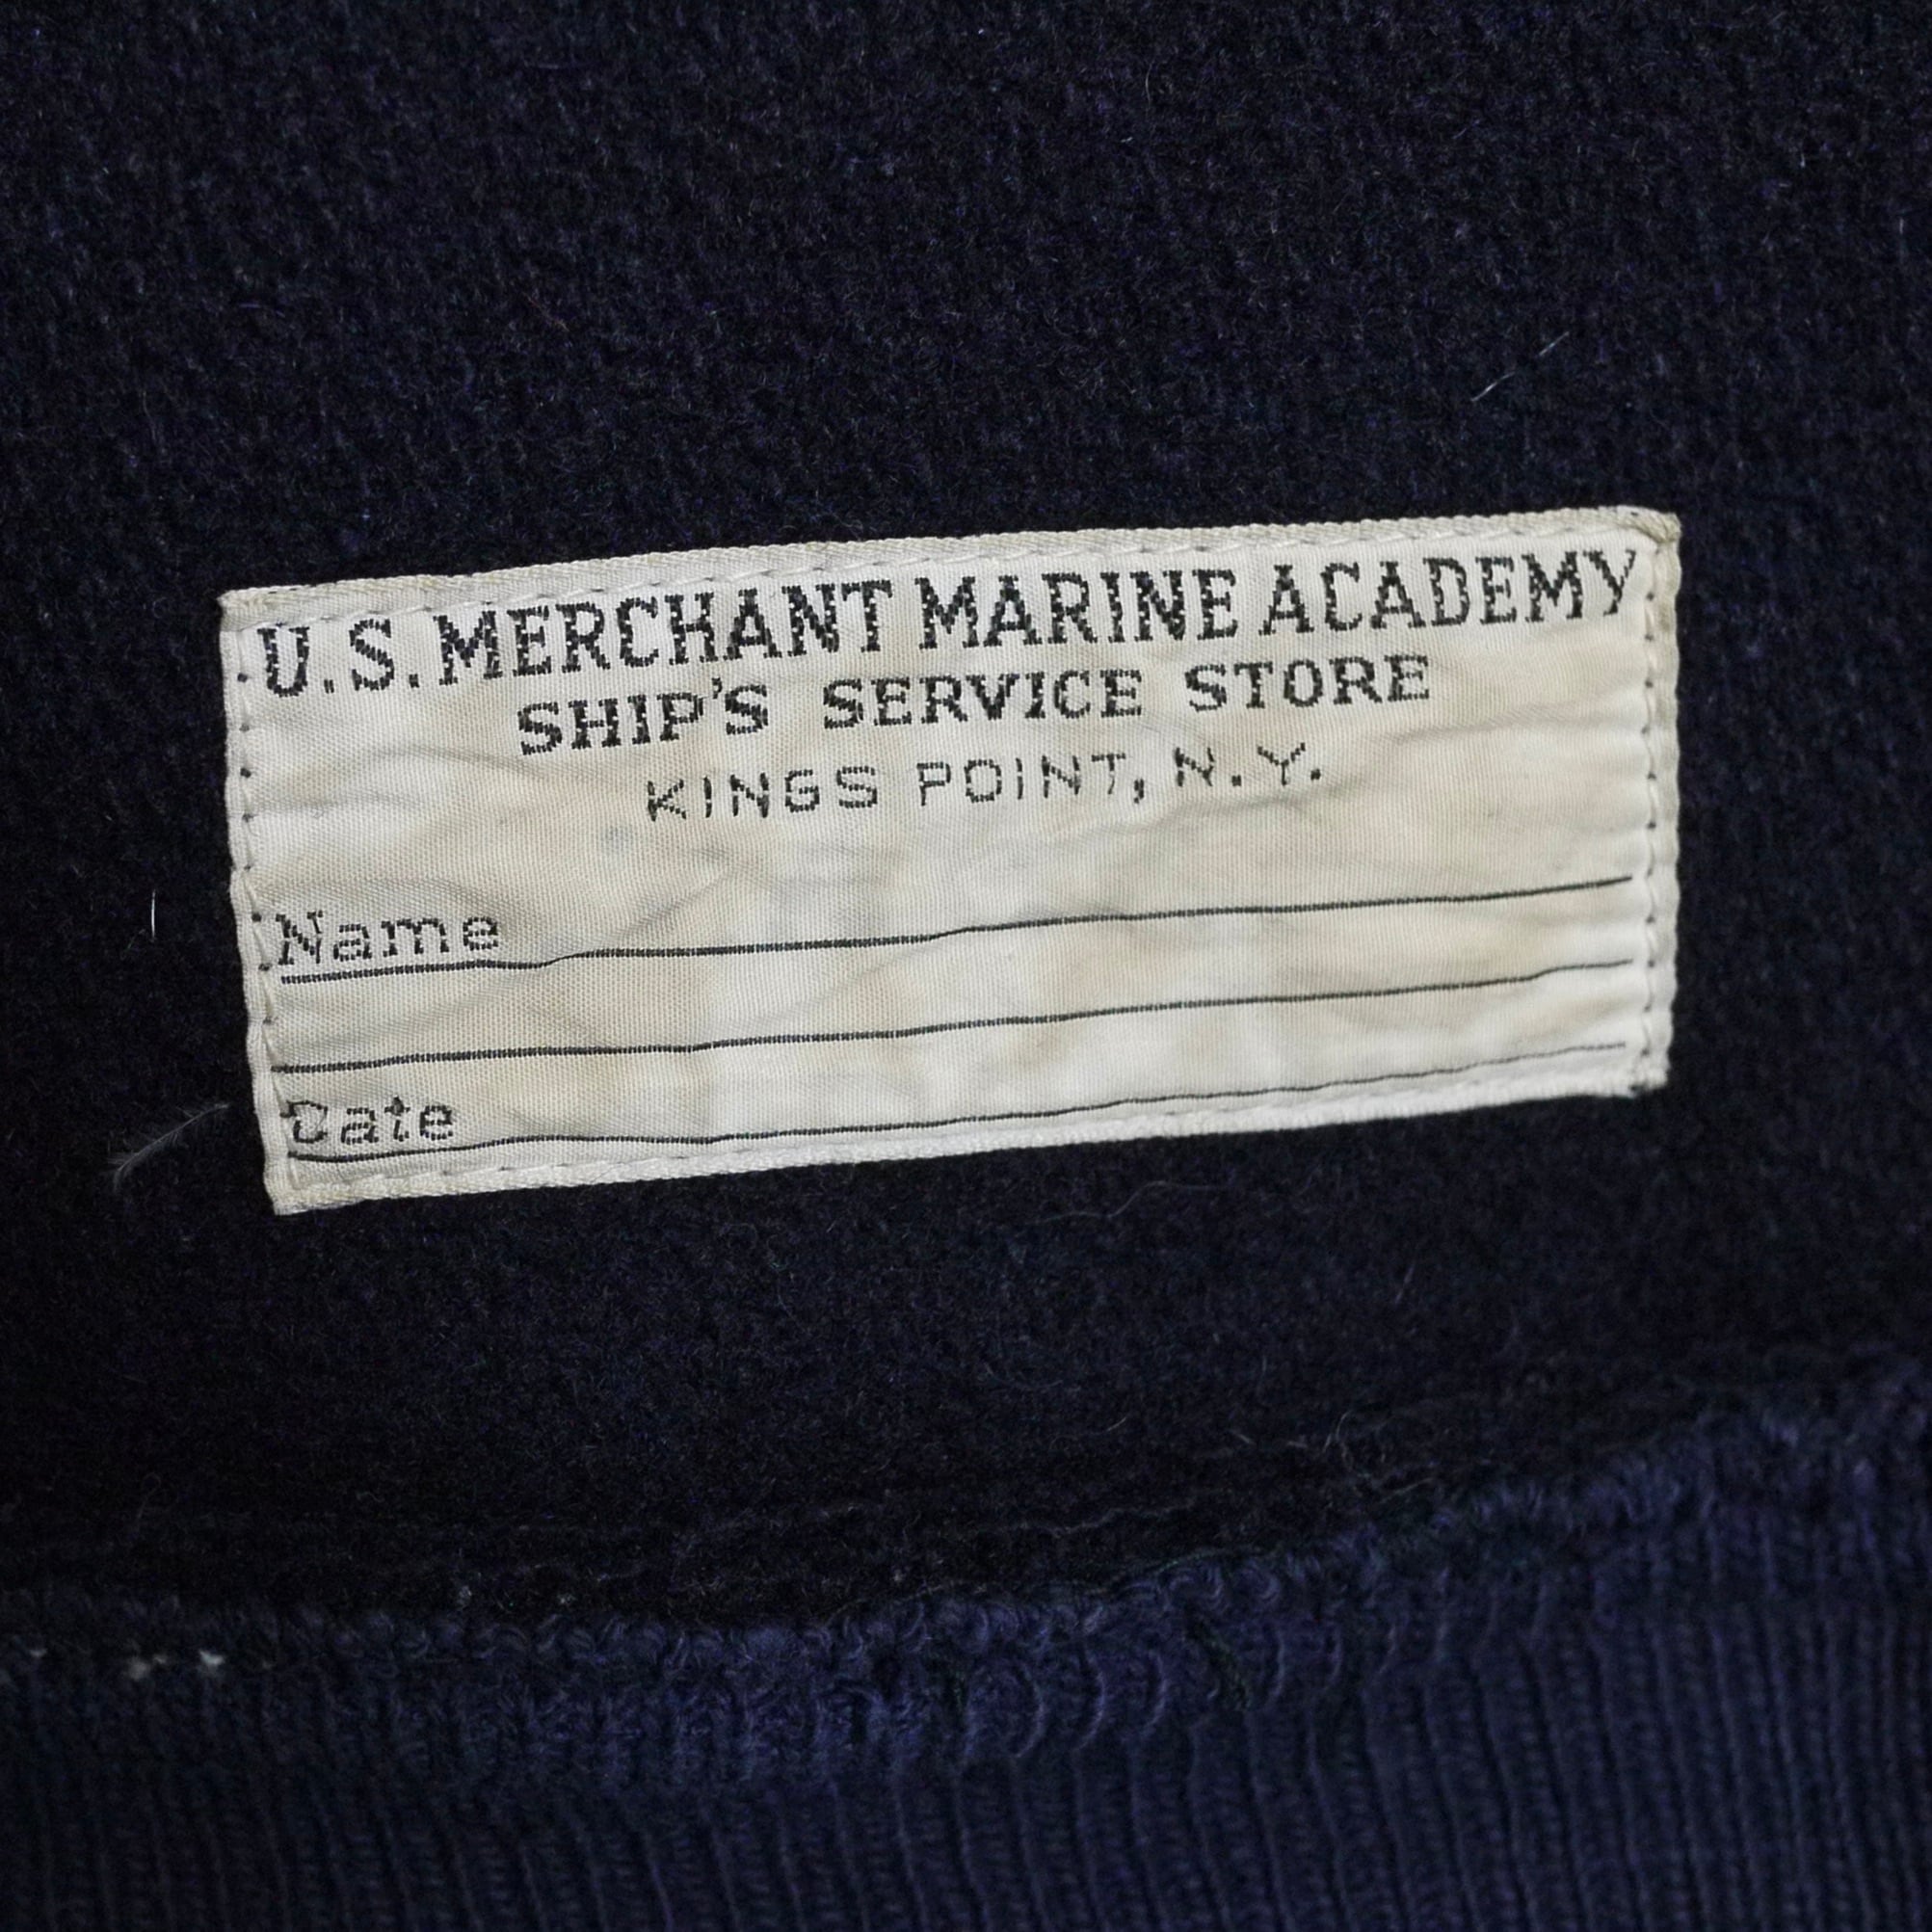 U.S. MERCHANT MARINE ACADEMY
SHIP'S SERVICE STORE
KINGS POINT, N.Y.
Name
Date